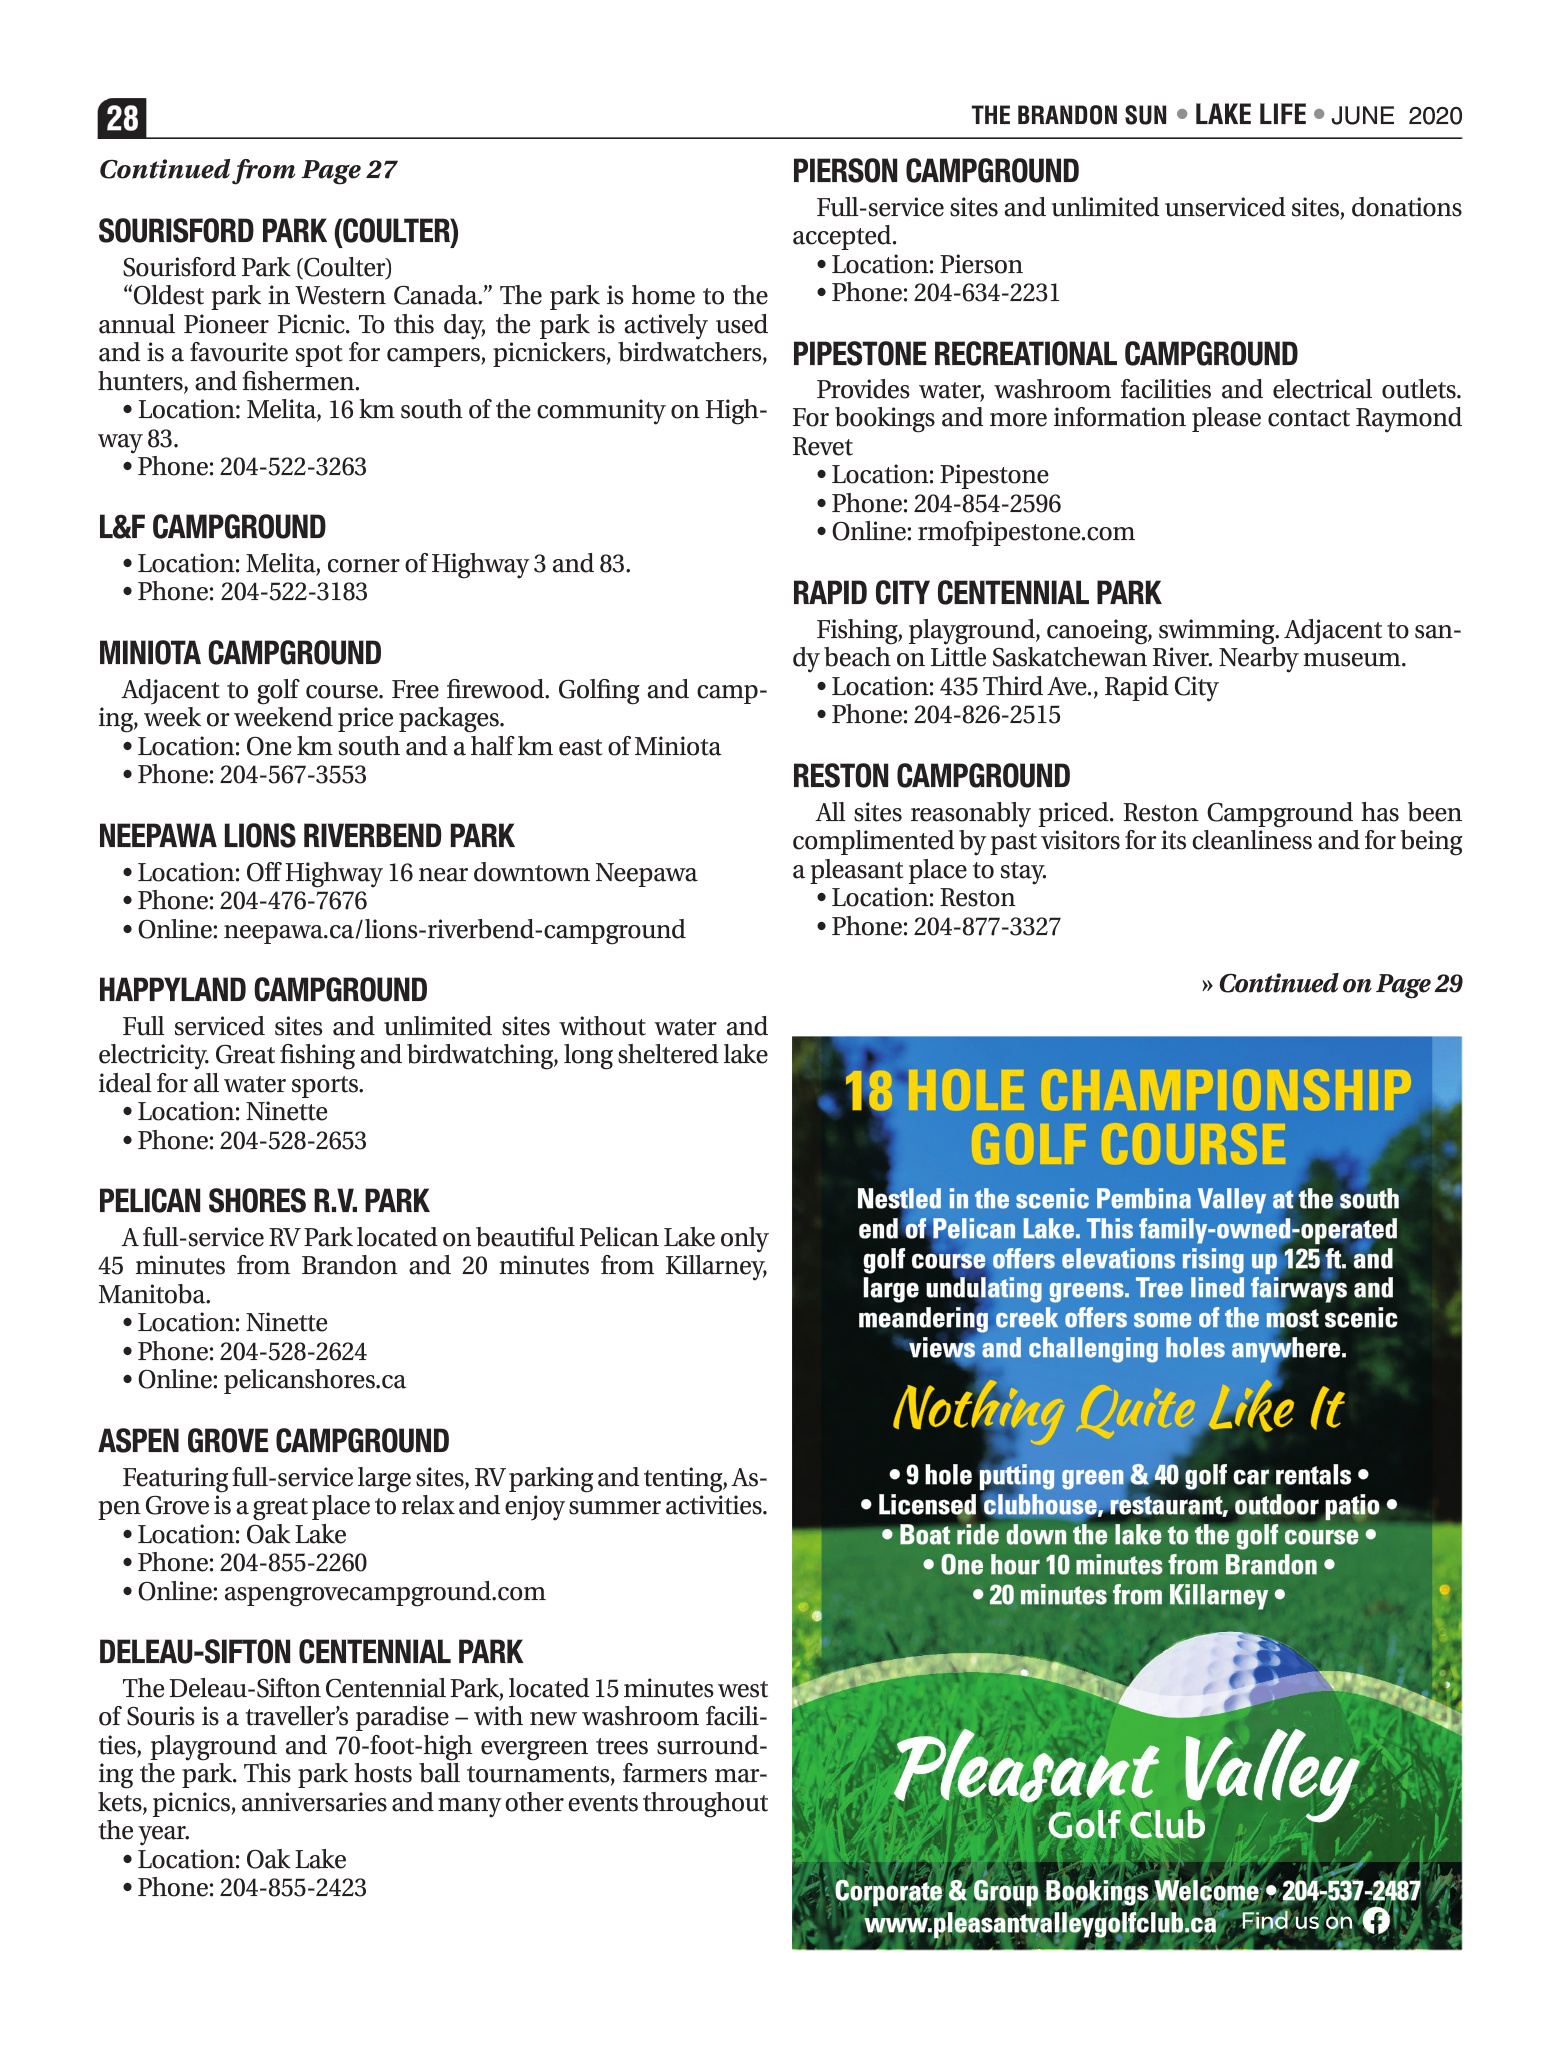 28
THE BRANDON SUN • LAKE LIFE • JUNE 2020
Continued from Page 27
SOURISFORD PARK (COULTER)
Sourisford Park (Coulter)
“Oldest park in Western Canada.” The park is home to the
annual Pioneer Picnic. To this day, the park is actively used
and is a favourite spot for campers, picnickers, birdwatchers,
hunters, and fishermen.
• Location: Melita, 16 km south of the community on High-
way 83.
• Phone: 204-522-3263
L&F CAMPGROUND
• Location: Melita, corner of Highway 3 and 83.
• Phone: 204-522-3183
MINIOTA CAMPGROUND
Adjacent to golf course. Free firewood. Golfing and camp-
ing, week or weekend price packages.
• Location: One km south and a half km east of Miniota
• Phone: 204-567-3553
NEEPAWA LIONS RIVERBEND PARK
• Location: Off Highway 16 near downtown Neepawa
• Phone: 204-476-7676
• Online: neepawa.ca/lions-riverbend-campground
HAPPYLAND CAMPGROUND
Full serviced sites and unlimited sites without water and
electricity. Great fishing and birdwatching, long sheltered lake
ideal for all water sports.
• Location: Ninette
• Phone: 204-528-2653
PELICAN SHORES R.V. PARK
A full-service RV Park located on beautiful Pelican Lake only
45 minutes from Brandon and 20 minutes from Killarney,
Manitoba.
• Location: Ninette
• Phone: 204-528-2624
• Online: pelicanshores.ca
ASPEN GROVE CAMPGROUND
Featuring full-service large sites, RV parking and tenting, As-
pen Grove is a great place to relax and enjoy summer activities.
• Location: Oak Lake
• Phone: 204-855-2260
• Online: aspengrovecampground.com
DELEAU-SIFTON CENTENNIAL PARK
The Deleau-Sifton Centennial Park, located 15 minutes west
of Souris is a traveller’s paradise – with new washroom facili-
ties, playground and 70-foot-high evergreen trees surround-
ing the park. This park hosts ball tournaments, farmers mar-
kets, picnics, anniversaries and many other events throughout
the year.
• Location: Oak Lake
• Phone: 204-855-2423
PIERSON CAMPGROUND
Full-service sites and unlimited unserviced sites, donations
accepted.
• Location: Pierson
• Phone: 204-634-2231
PIPESTONE RECREATIONAL CAMPGROUND
Provides water, washroom facilities and electrical outlets.
For bookings and more information please contact Raymond
Revet
• Location: Pipestone
• Phone: 204-854-2596
• Online: rmofpipestone.com
RAPID CITY CENTENNIAL PARK
Fishing, playground, canoeing, swimming. Adjacent to san-
dy beach on Little Saskatchewan River. Nearby museum.
• Location: 435 Third Ave., Rapid City
• Phone: 204-826-2515
RESTON CAMPGROUND
All sites reasonably priced. Reston Campground has been
complimented by past visitors for its cleanliness and for being
a pleasant place to stay.
• Location: Reston
• Phone: 204-877-3327
» Continued on Page 29
18 HOLE CHAMPIONSHIP
GOLF COURSE
Nestled in the scenic Pembina Valley at the south
end of Pelican Lake. This family-owned-operated
golf course offers elevations rising up 125 ft. and
large undulating greens. Tree lined fairways and
meandering creek offers some of the most scenic
views and challenging holes anywhere.
Nothing Quite Like It
• 9 hole putting green & 40 golf car rentals •
• Licensed clubhouse, restaurant, outdoor patio •
• Boat ride down the lake to the golf course •
• One hour 10 minutes from Brandon •
• 20 minutes from Killarney •
Pleasant Valley
Golf Club
Corporate & Group Bookings Welcome • 204-537-2487
www.pleasantvalleygolfclub.ca Find us on